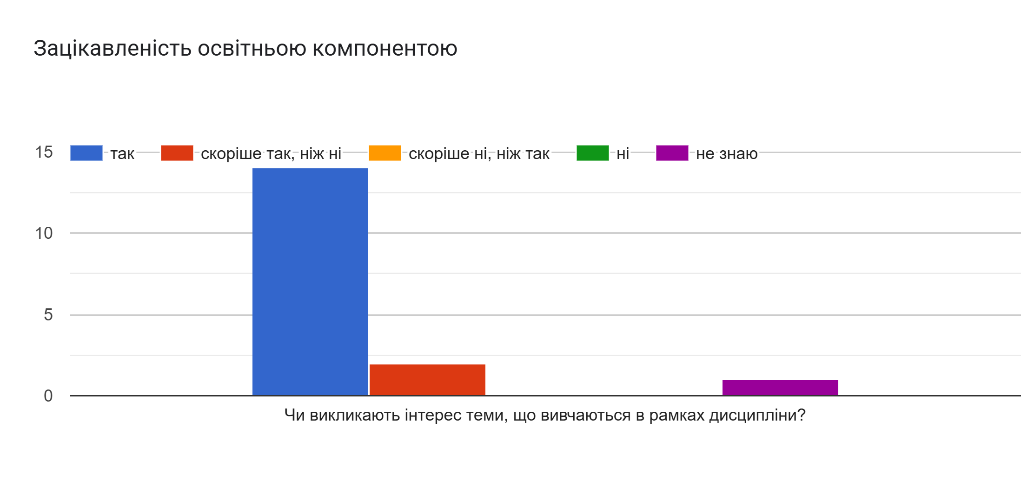 Зацікавленість освітньою компонентою
15 так скоріше так, ніж ні скоріше ні, ніж так ні не знаю
10
5
0
Чи викликають інтерес теми, що вивчаються в рамках дисципліни?